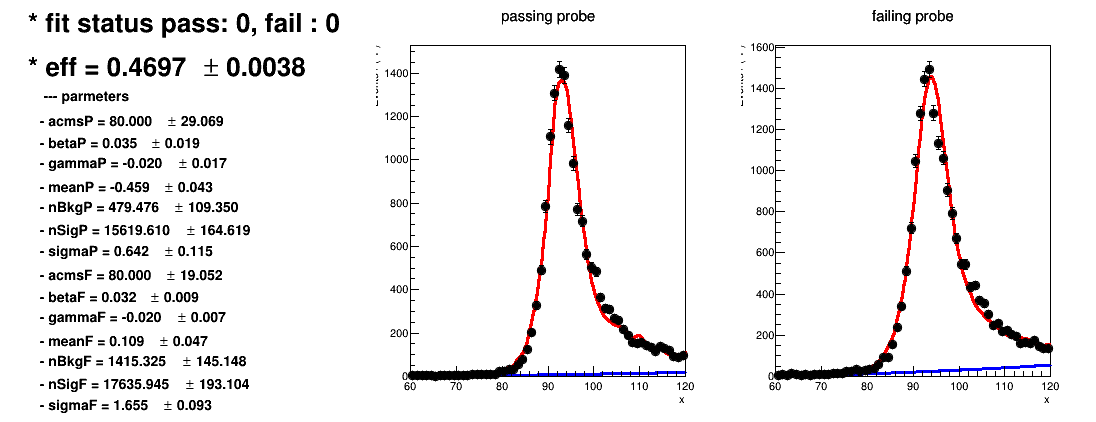 * fit status pass: 0, fail : 0
* eff = 0.4697 ± 0.0038
--- parmeters
- acmsP = 80.000 ± 29.069
- betaP = 0.035 ± 0.019
- gammaP = -0.020 ± 0.017
- meanP = -0.459 ± 0.043
- nBkgP = 479.476 ± 109.350
- nSigP = 15619.610 ± 164.619
- sigmaP = 0.642 ± 0.115
- acmsF = 80.000 ± 19.052
- betaF = 0.032 ± 0.009
- gammaF = -0.020 ± 0.007
- meanF = 0.109 ± 0.047
- nBkgF = 1415.325 ± 145.148
- nSigF = 17635.945 ± 193.104
- sigmaF = 1.655 ± 0.093
passing probe
1400
1200
1000
800
600
400
200
0
60 70 80 90 100 110 120
x
failing probe
1600
1400
1200
1000
800
600
400
200
0
60 70 80 90 100 110 120
x